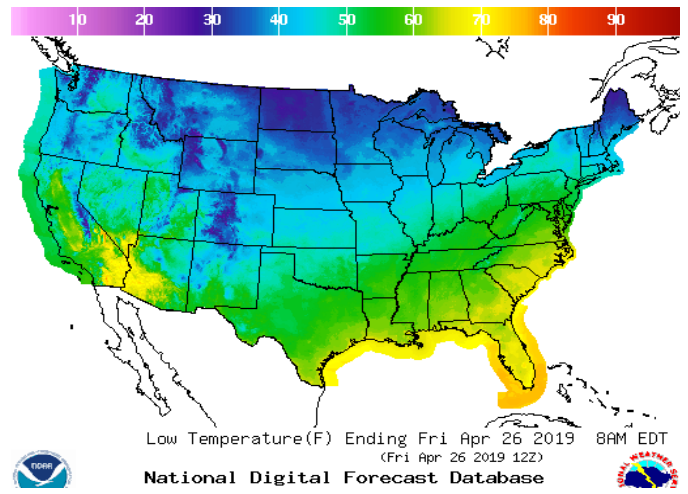 10 20 30 40 50 60 70 80 90
Low Temperature(F) Ending Fri Apr 26 2019 8AM EDT
(Fri Apr 26 2019 12Z)
National Digital Forecast Database
NOAA